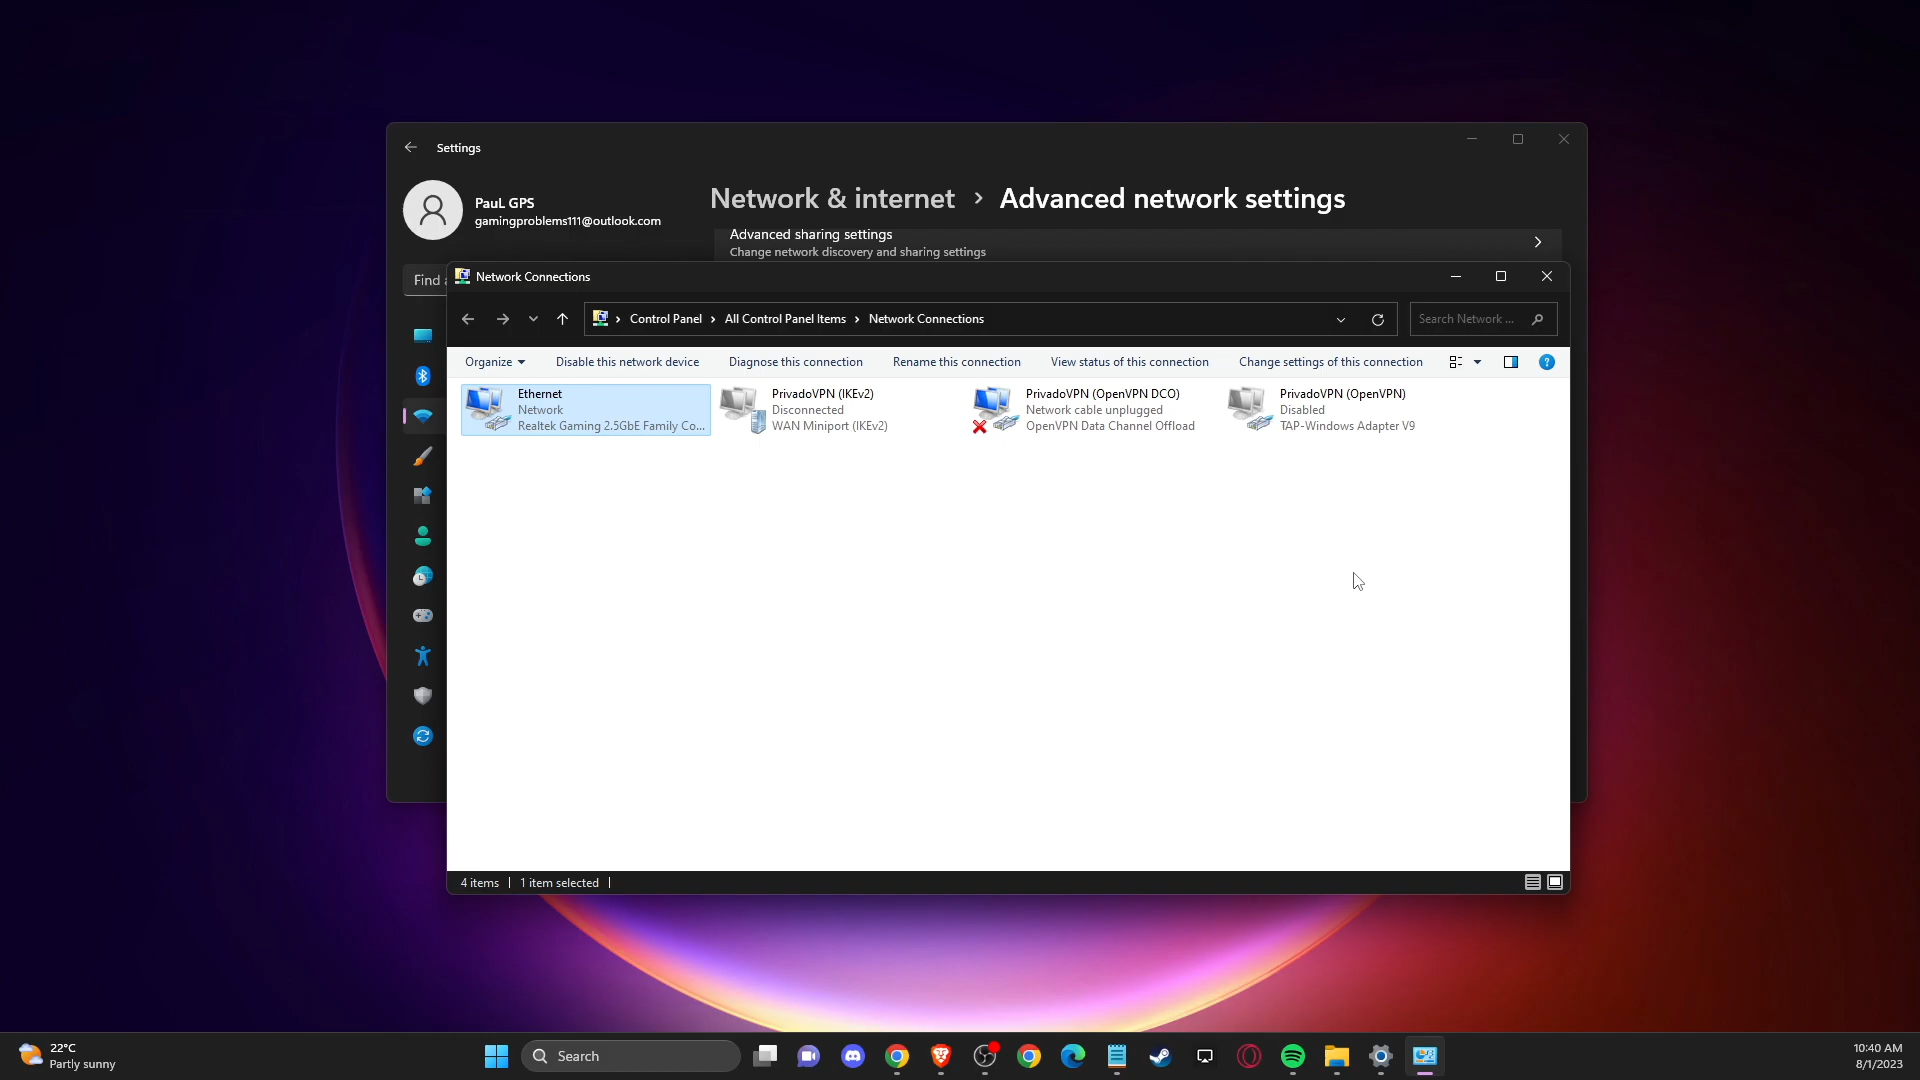 Settings
PauL GPS
gamingproblems111@outlook.com
Network & internet › Advanced network settings
Advanced sharing settings
Change network discovery and sharing settings
Find
Network Connections
Control Panel › All Control Panel Items › Network Connections
Search Network ...
Organize
Disable this network device
Diagnose this connection
Rename this connection
View status of this connection
Change settings of this connection
Ethernet
Network
Realtek Gaming 2.5GbE Family Co...
PrivadoVPN (IKEv2)
Disconnected
WAN Miniport (IKEv2)
PrivadoVPN (OpenVPN DCO)
Network cable unplugged
OpenVPN Data Channel Offload
PrivadoVPN (OpenVPN)
Disabled
TAP-Windows Adapter V9
4 items
1 item selected
22°C
Partly sunny
Search
10:40 AM
8/1/2023